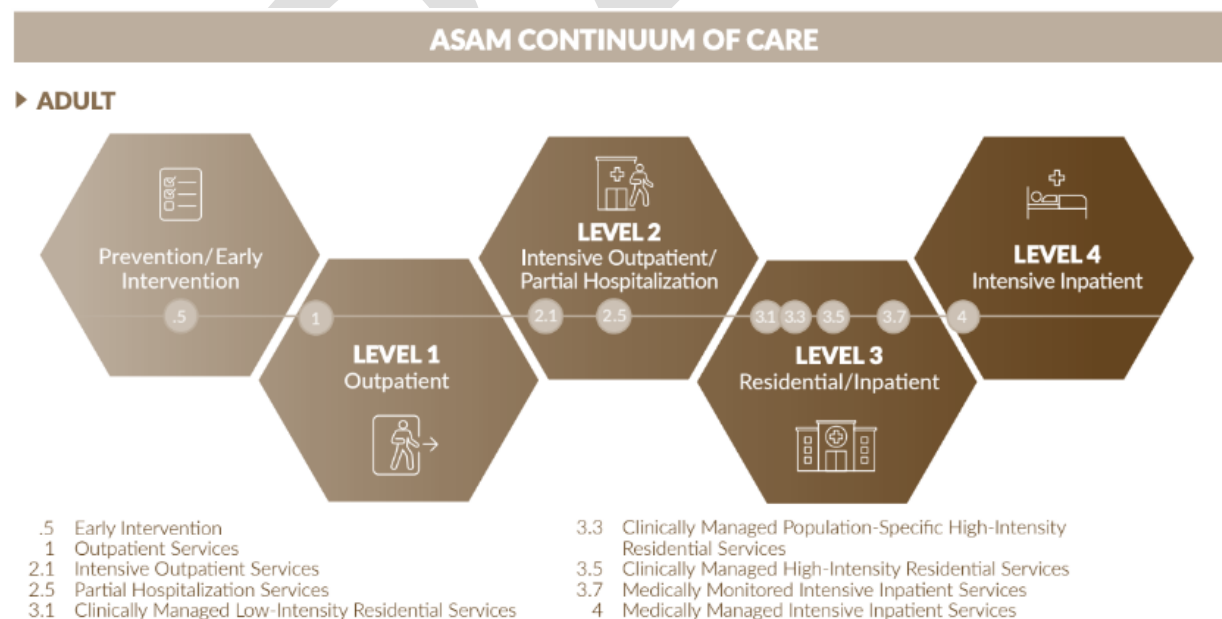 ASAM CONTINUUM OF CARE
ADULT
Prevention/Early
Intervention
.5
1
LEVEL 1
Outpatient
LEVEL 2
Intensive Outpatient/
Partial Hospitalization
2.1 2.5
3.1 3.3 3.5 3.7
LEVEL 3
Residential/Inpatient
LEVEL 4
Intensive Inpatient
4
.5 Early Intervention
1 Outpatient Services
2.1 Intensive Outpatient Services
2.5 Partial Hospitalization Services
3.1 Clinically Managed Low-Intensity Residential Services
3.3 Clinically Managed Population-Specific High-Intensity
Residential Services
3.5 Clinically Managed High-Intensity Residential Services
3.7 Medically Monitored Intensive Inpatient Services
4 Medically Managed Intensive Inpatient Services